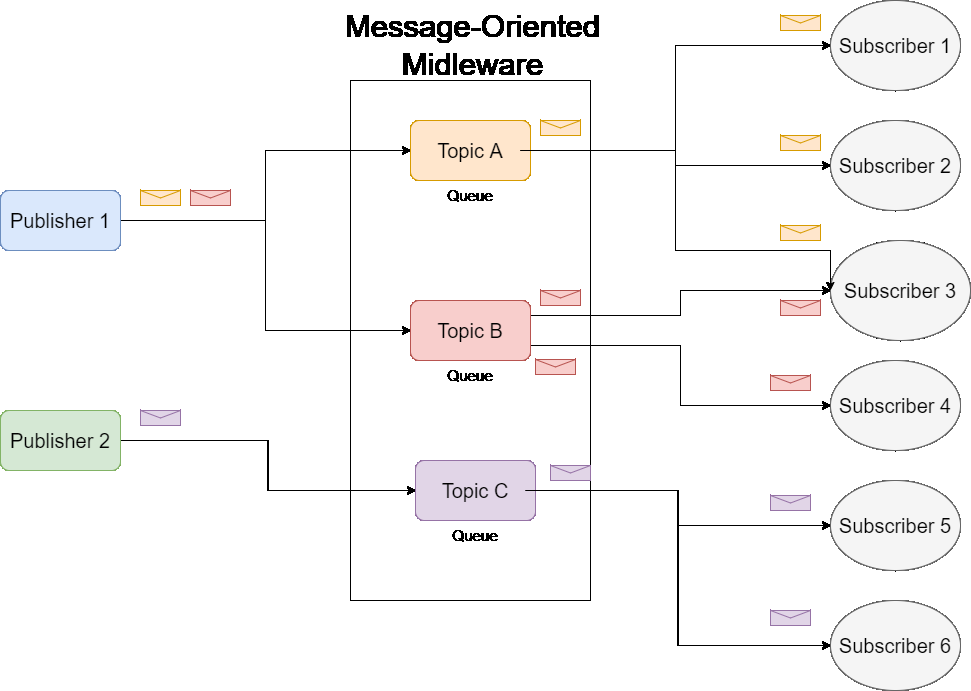 Message-Oriented
Midleware
Subscriber 1
Topic A
Subscriber 2
Queue
Publisher 1
Subscriber 3
Topic B
Queue
Subscriber 4
Publisher 2
Topic C
Queue
Subscriber 5
Subscriber 6